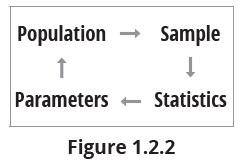 Population → Sample
↑ ↓
Parameters ← Statistics
Figure 1.2.2